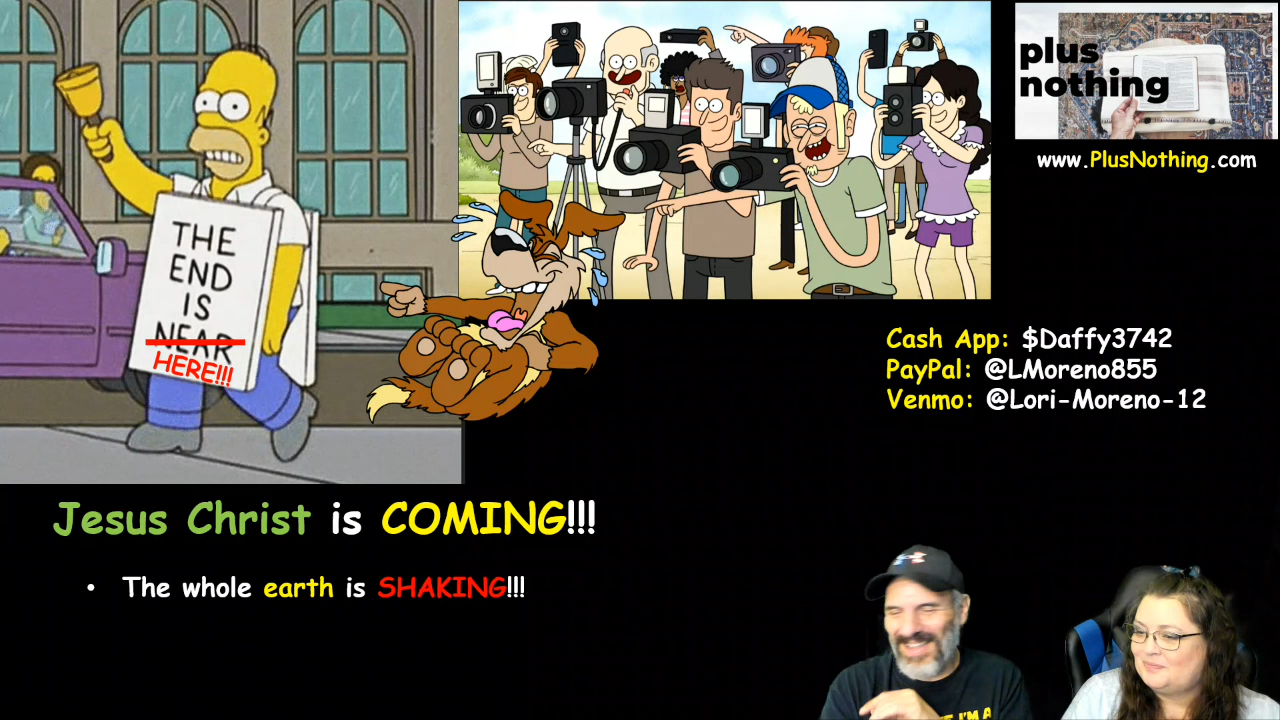 THE
END
IS
NEAR
HERE!!!
plus
nothing
www.PlusNothing.com
Cash App: $Daffy3742
PayPal: @LMoreno855
Venmo: @Lori-Moreno-12
Jesus Christ is COMING!!!
• The whole earth is SHAKING!!!
I'M A